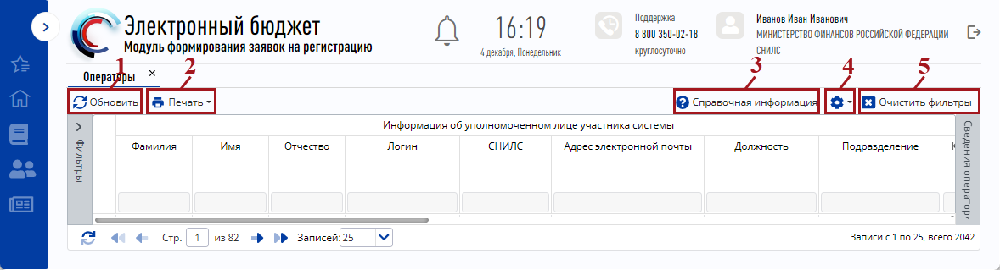 Электронный бюджет
Модуль формирования заявок на регистрацию
16:19
4 декабря, Понедельник
Поддержка
8 800 350-02-18
круглосуточно
Иванов Иван Иванович
МИНИСТЕРСТВО ФИНАНСОВ РОССИЙСКОЙ ФЕДЕРАЦИИ
СНИЛС
Операторы ×
1 2 3 4 5
Обновить Печать Справочная информация Очистить фильтры
Фильтры
Информация об уполномоченном лице участника системы
Фамилия Имя Отчество Логин СНИЛС Адрес электронной почты Должность Подразделение
Сведения оператор
Стр. 1 из 82 Записей: 25 Записи с 1 по 25, всего 2042